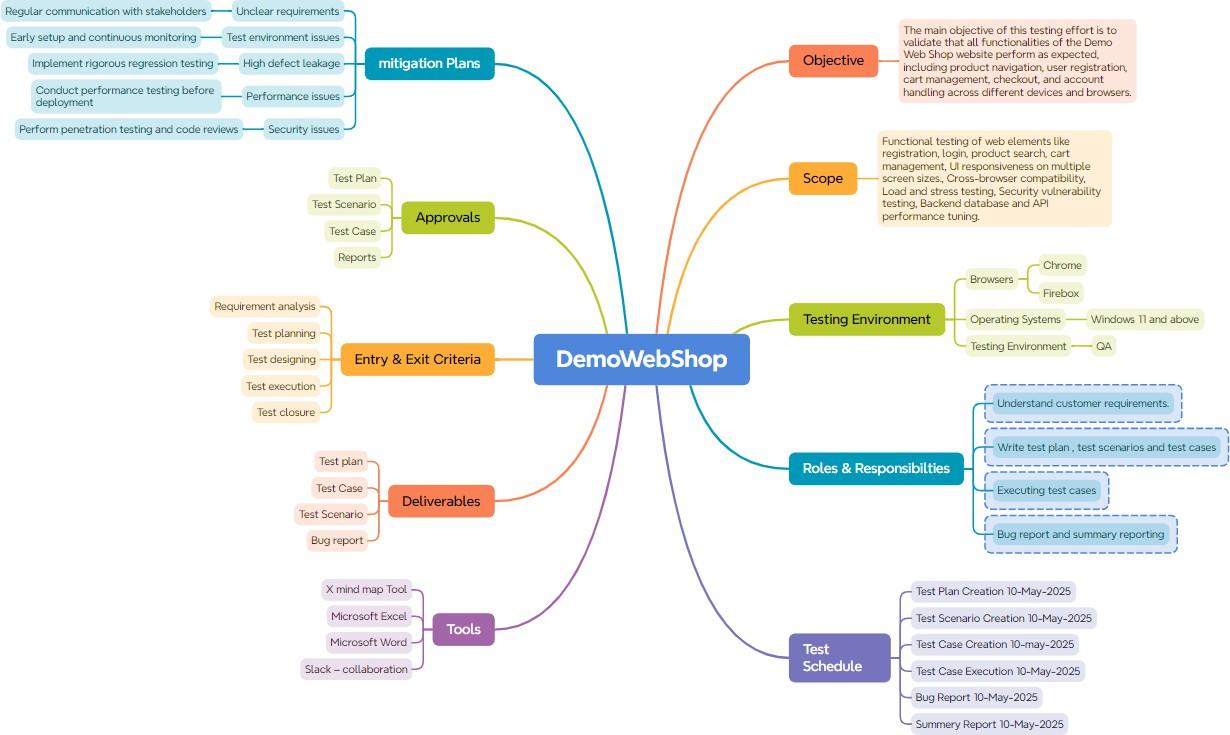 DemoWebShop
Objective
The main objective of this testing effort is to
validate that all functionalities of the Demo
Web Shop website perform as expected,
including product navigation, user registration,
cart management, checkout, and account
handling across different devices and browsers.
Scope
Functional testing of web elements like
registration, login, product search, cart
management, UI responsiveness on multiple
screen sizes., Cross-browser compatibility,
Load and stress testing, Security vulnerability
testing, Backend database and API
performance tuning.
Testing Environment
Browsers
Chrome
Firebox
Operating Systems
Windows 11 and above
Testing Environment
QA
Roles & Responsibilties
Understand customer requirements.
Write test plan , test scenarios and test cases
Executing test cases
Bug report and summary reporting
Test
Schedule
Test Plan Creation 10-May-2025
Test Scenario Creation 10-May-2025
Test Case Creation 10-may-2025
Test Case Execution 10-May-2025
Bug Report 10-May-2025
Summery Report 10-May-2025
mitigation Plans
Unclear requirements
Regular communication with stakeholders
Test environment issues
Early setup and continuous monitoring
High defect leakage
Implement rigorous regression testing
Performance issues
Conduct performance testing before
deployment
Security issues
Perform penetration testing and code reviews
Approvals
Test Plan
Test Scenario
Test Case
Reports
Entry & Exit Criteria
Requirement analysis
Test planning
Test designing
Test execution
Test closure
Deliverables
Test plan
Test Case
Test Scenario
Bug report
Tools
X mind map Tool
Microsoft Excel
Microsoft Word
Slack – collaboration